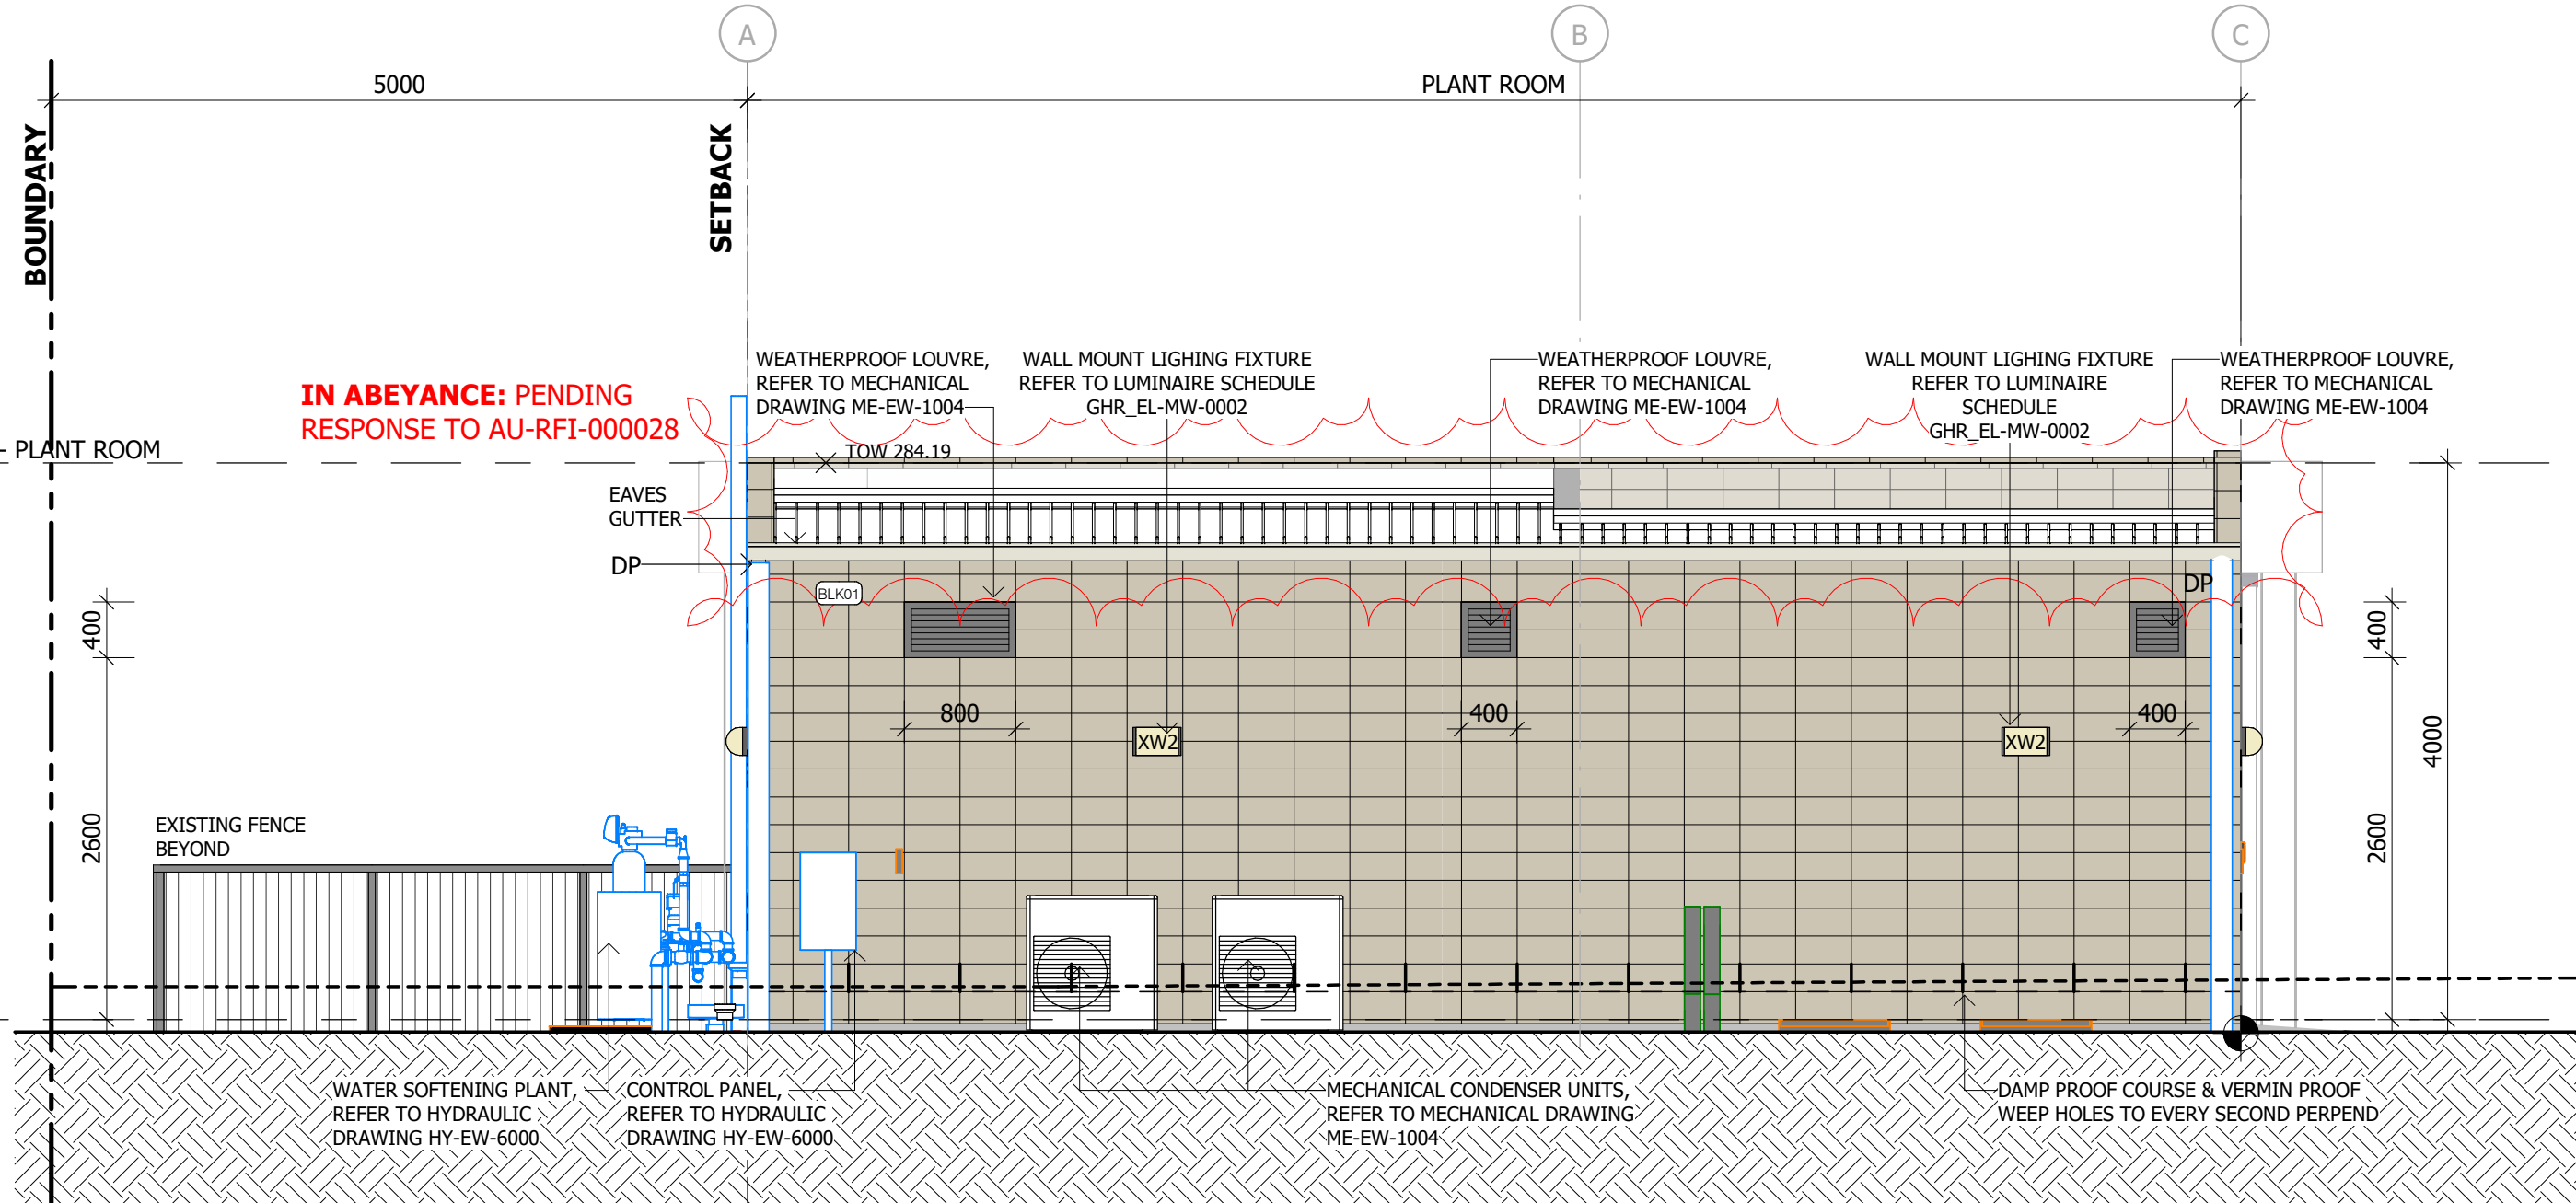 A
B
C
5000
PLANT ROOM
BOUNDARY
SETBACK
WEATHERPROOF LOUVRE,
REFER TO MECHANICAL
DRAWING ME-EW-1004
WALL MOUNT LIGHING FIXTURE
REFER TO LUMINAIRE SCHEDULE
GHR_EL-MW-0002
WEATHERPROOF LOUVRE,
REFER TO MECHANICAL
DRAWING ME-EW-1004
WALL MOUNT LIGHING FIXTURE
REFER TO LUMINAIRE
SCHEDULE
GHR_EL-MW-0002
WEATHERPROOF LOUVRE,
REFER TO MECHANICAL
DRAWING ME-EW-1004
IN ABEYANCE: PENDING
RESPONSE TO AU-RFI-000028
- PLANT ROOM
TOW 284.19
EAVES
GUTTER
DP
BLK01
DP
400
400
800
400
400
XW2
XW2
4000
2600
2600
EXISTING FENCE
BEYOND
WATER SOFTENING PLANT,
REFER TO HYDRAULIC
DRAWING HY-EW-6000
CONTROL PANEL,
REFER TO HYDRAULIC
DRAWING HY-EW-6000
MECHANICAL CONDENSER UNITS,
REFER TO MECHANICAL DRAWING
ME-EW-1004
DAMP PROOF COURSE & VERMIN PROOF
WEEP HOLES TO EVERY SECOND PERPEND